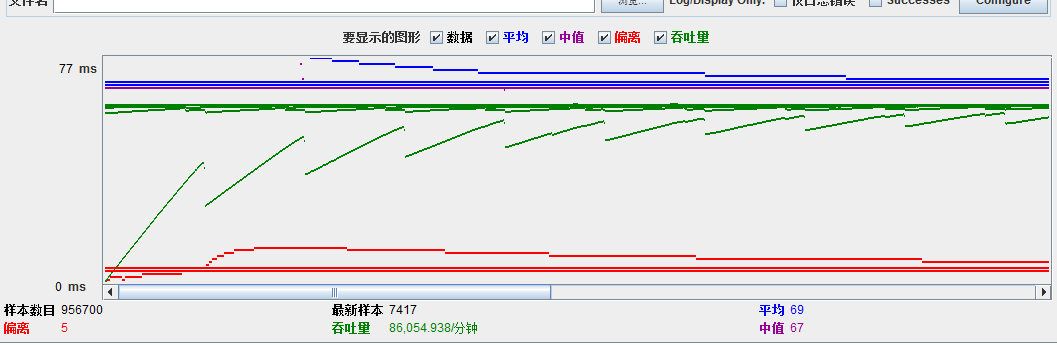 文件名 浏览... Log/Display Only: 仅日志错误 Successes Configure
要显示的图形 数据 平均 中值 偏离 吞吐量
77 ms
0 ms
样本数目 956700 最新样本 7417 平均 69
偏离 5 吞吐量 86,054.938/分钟 中值 67